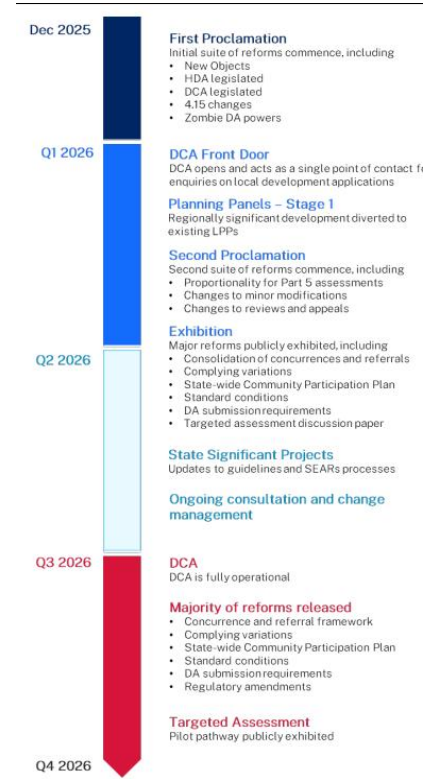 Dec 2025
First Proclamation
Initial suite of reforms commence, including
• New Objects
• HDA legislated
• DCA legislated
• 4.15 changes
• Zombie DA powers
Q1 2026
DCA Front Door
DCA opens and acts as a single point of contact fo
enquiries on local development applications
Planning Panels – Stage 1
Regionally significant development diverted to
existing LPPs
Second Proclamation
Second suite of reforms commence, including
• Proportionality for Part 5 assessments
• Changes to minor modifications
• Changes to reviews and appeals
Exhibition
Major reforms publicly exhibited, including
Q2 2026
• Consolidation of concurrences and referrals
• Complying variations
• State-wide Community Participation Plan
• Standard conditions
• DA submission requirements
• Targeted assessment discussion paper
State Significant Projects
Updates to guidelines and SEARs processes
Ongoing consultation and change
management
Q3 2026
DCA
DCA is fully operational
Majority of reforms released
• Concurrence and referral framework
• Complying variations
• State-wide Community Participation Plan
• Standard conditions
• DA submission requirements
• Regulatory amendments
Targeted Assessment
Pilot pathway publicly exhibited
Q4 2026